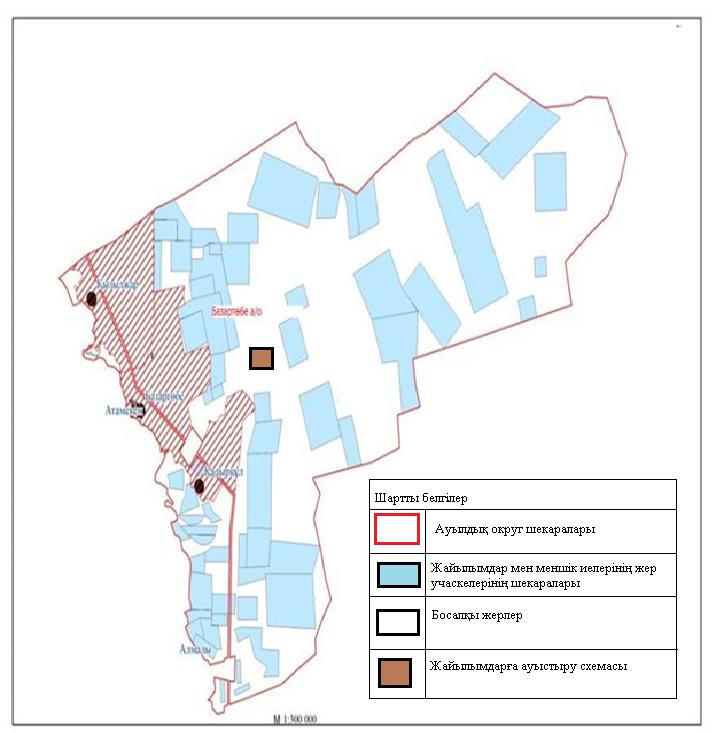 Базартөбе а/о
Атамекен
Алмалы
М 1:300 000
Шартты белгілер
Ауылдық округ шекаралары
Жайылымдар мен меншік иелерінің жер
учаскелерінің шекаралары
Босалқы жерлер
Жайылымдарға ауыстыру схемасы